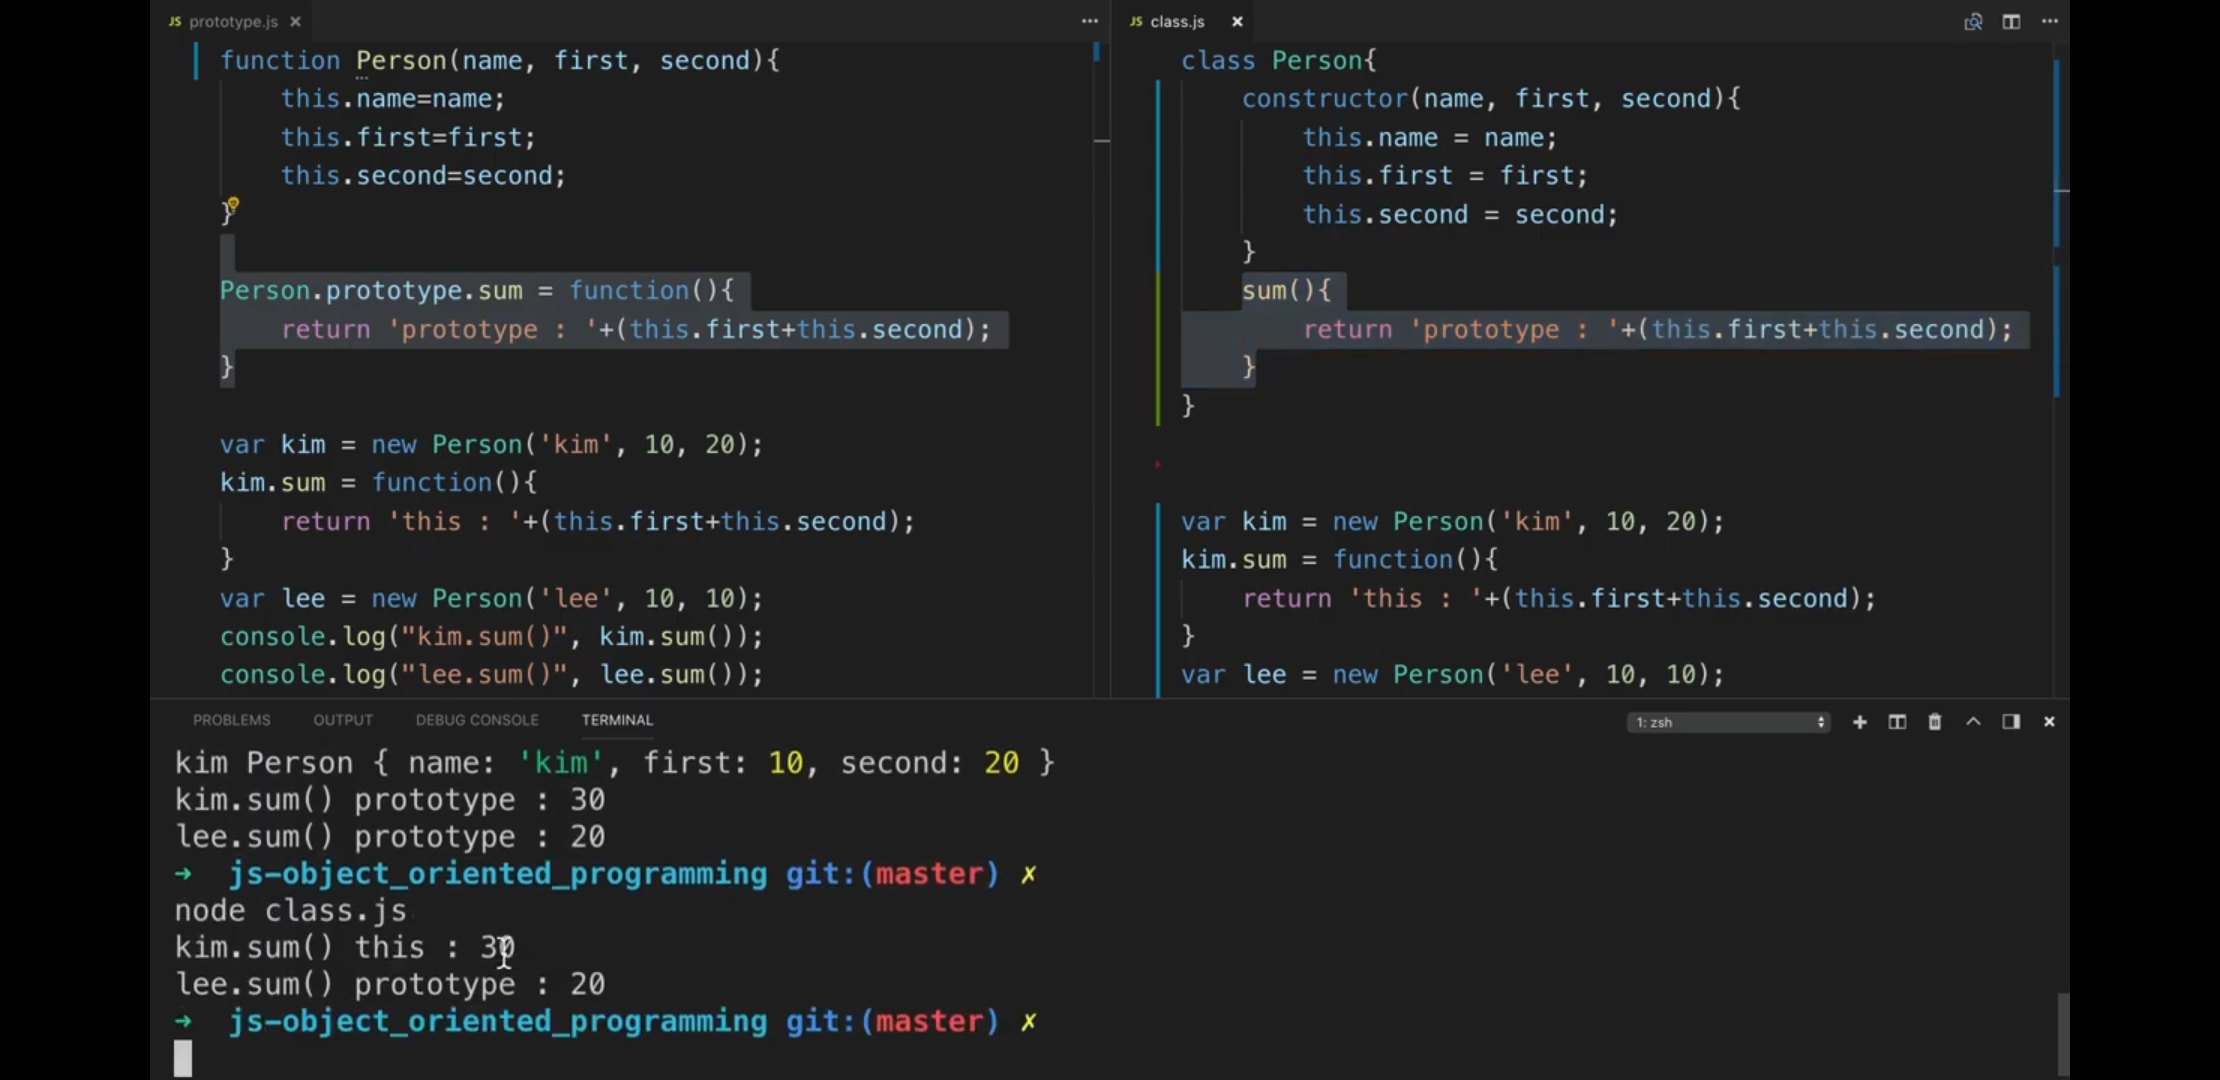 JS prototype.js
function Person(name, first, second){
this.name=name;
this.first=first;
this.second=second;
}
Person.prototype.sum = function(){
return 'prototype : '+(this.first+this.second);
}
var kim = new Person('kim', 10, 20);
kim.sum = function(){
return 'this : '+(this.first+this.second);
}
var lee = new Person('lee', 10, 10);
console.log("kim.sum()", kim.sum());
console.log("lee.sum()", lee.sum());
JS class.js
class Person{
constructor(name, first, second){
this.name = name;
this.first = first;
this.second = second;
}
sum(){
return 'prototype : '+(this.first+this.second);
}
}
var kim = new Person('kim', 10, 20);
kim.sum = function(){
return 'this : '+(this.first+this.second);
}
var lee = new Person('lee', 10, 10);
PROBLEMS OUTPUT DEBUG CONSOLE TERMINAL 1: zsh
kim Person { name: 'kim', first: 10, second: 20 }
kim.sum() prototype : 30
lee.sum() prototype : 20
➜ js-object_oriented_programming git:(master) ✗
node class.js
kim.sum() this : 30
lee.sum() prototype : 20
➜ js-object_oriented_programming git:(master) ✗